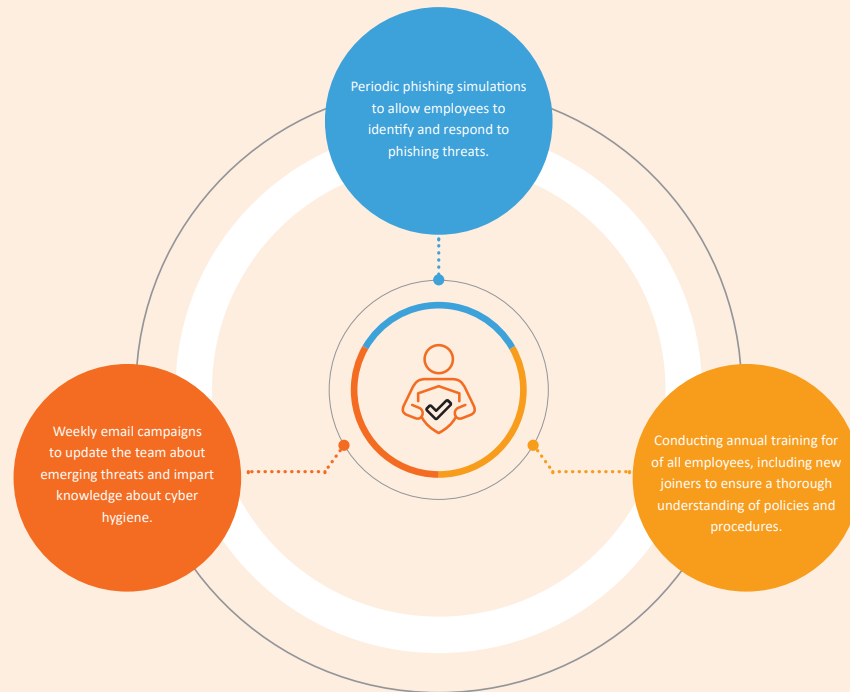 Periodic phishing simulations
to allow employees to
identify and respond to
phishing threats.
Weekly email campaigns
to update the team about
emerging threats and impart
knowledge about cyber
hygiene.
Conducting annual training for
of all employees, including new
joiners to ensure a thorough
understanding of policies and
procedures.